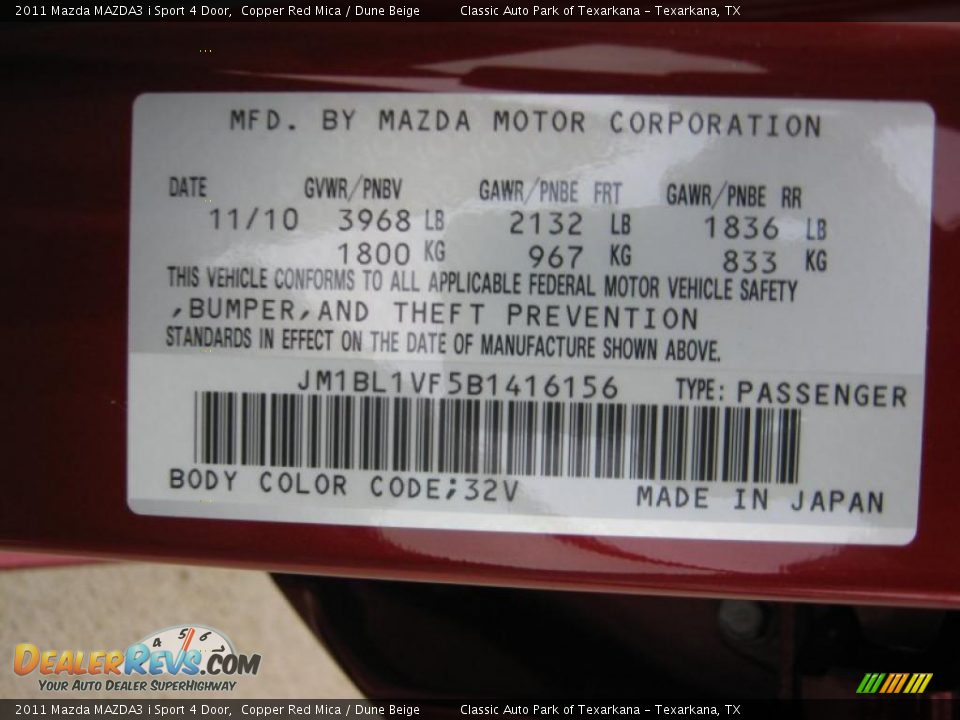 2011 Mazda MAZDA3 i Sport 4 Door, Copper Red Mica / Dune Beige Classic Auto Park of Texarkana - Texarkana, TX
MFD. BY MAZDA MOTOR CORPORATION
DATE GVWR/PNBV GAWR/PNBE FRT GAWR/PNBE RR
11/10 3968 LB 2132 LB 1836 LB
1800 KG 967 KG 833 KG
THIS VEHICLE CONFORMS TO ALL APPLICABLE FEDERAL MOTOR VEHICLE SAFETY
,BUMPER,AND THEFT PREVENTION
STANDARDS IN EFFECT ON THE DATE OF MANUFACTURE SHOWN ABOVE.
JM1BL1VF5B1416156 TYPE: PASSENGER
BODY COLOR CODE;32V
MADE IN JAPAN
4 5 6
DEALERREVS.COM
YOUR AUTO DEALER SUPERHIGHWAY
2011 Mazda MAZDA3 i Sport 4 Door, Copper Red Mica / Dune Beige Classic Auto Park of Texarkana - Texarkana, TX